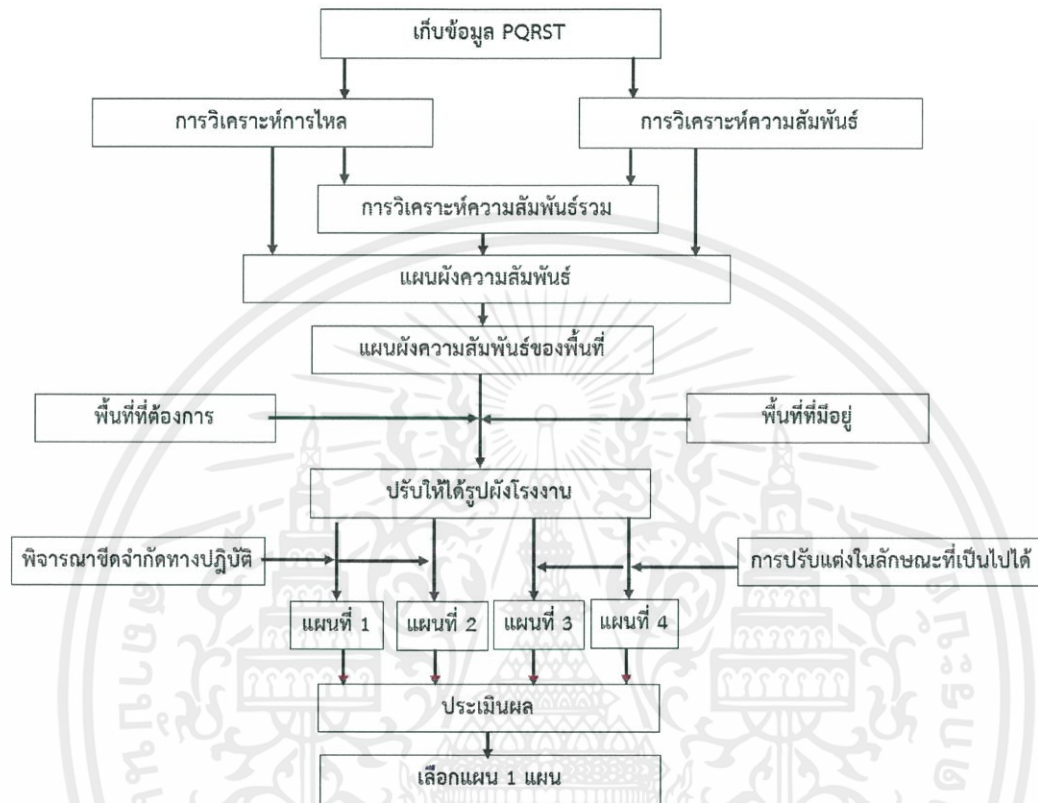 เก็บข้อมูล PQRST
การวิเคราะห์การไหล
การวิเคราะห์ความสัมพันธ์
การวิเคราะห์ความสัมพันธ์รวม
แผนผังความสัมพันธ์
แผนผังความสัมพันธ์ของพื้นที่
พื้นที่ที่ต้องการ
พื้นที่ที่มีอยู่
ปรับให้ได้รูปผังโรงงาน
พิจารณาขีดจำกัดทางปฏิบัติ
การปรับแต่งในลักษณะที่เป็นไปได้
แผนที่ 1
แผนที่ 2
แผนที่ 3
แผนที่ 4
ประเมินผล
เลือกแผน 1 แผน